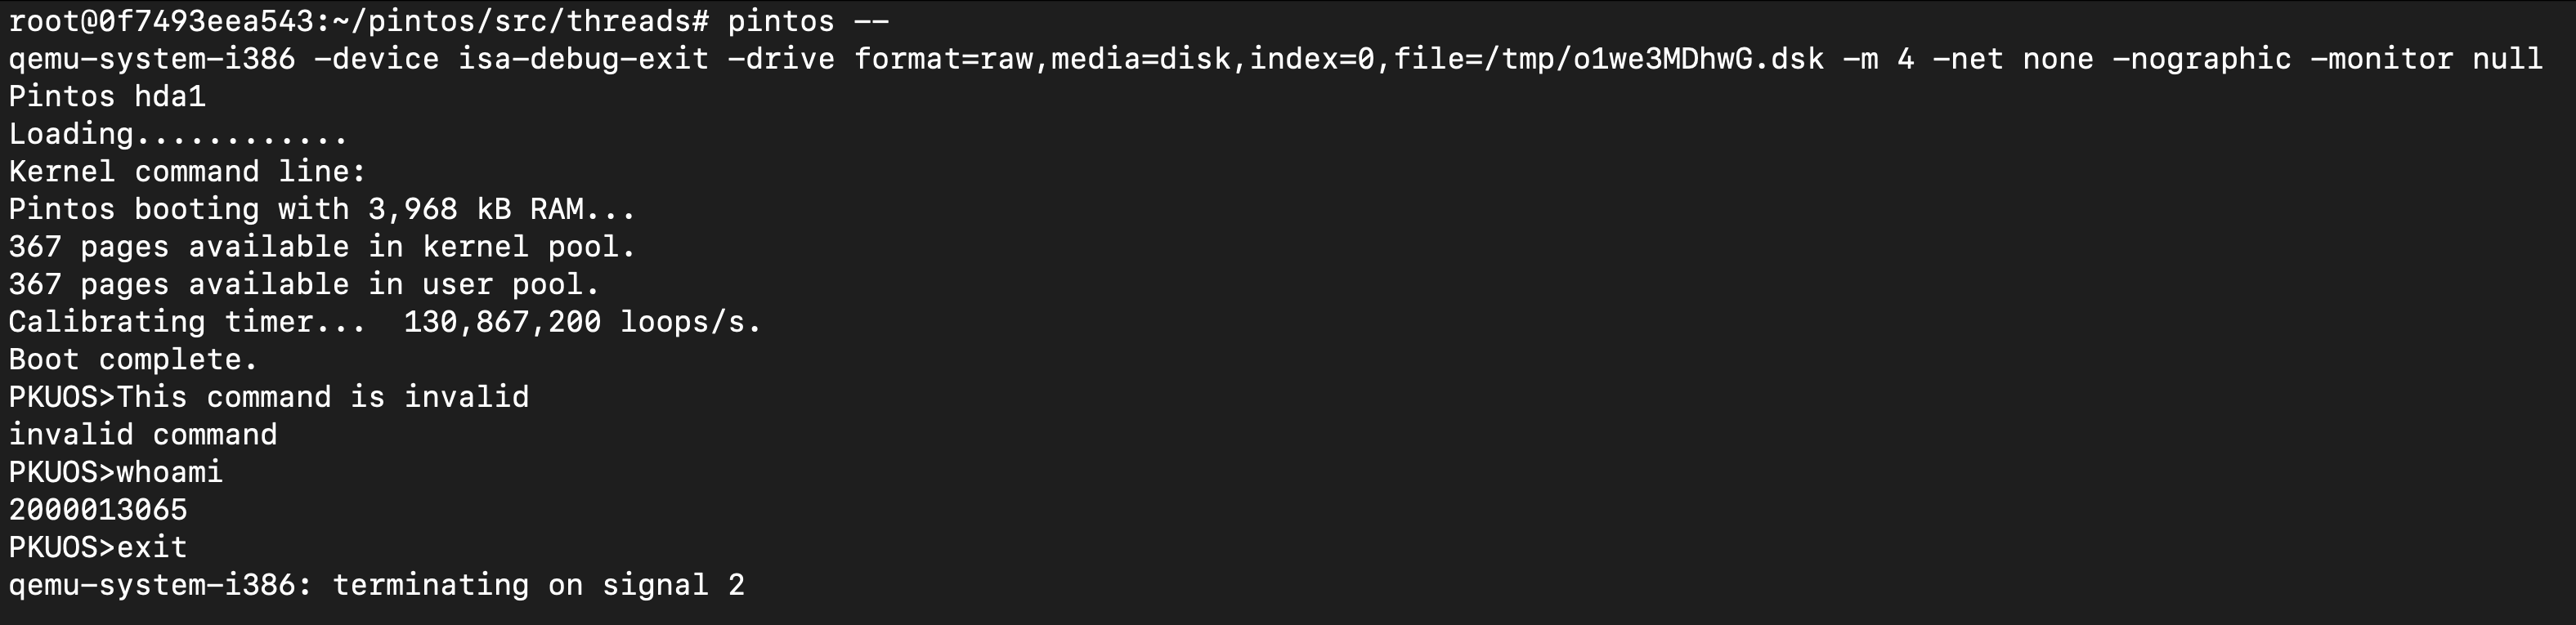 root@0f7493eea543:~/pintos/src/threads# pintos --
qemu-system-i386 -device isa-debug-exit -drive format=raw,media=disk,index=0,file=/tmp/o1we3MDhwG.dsk -m 4 -net none -nographic -monitor null
Pintos hda1
Loading............
Kernel command line:
Pintos booting with 3,968 kB RAM...
367 pages available in kernel pool.
367 pages available in user pool.
Calibrating timer...  130,867,200 loops/s.
Boot complete.
PKUOS>This command is invalid
invalid command
PKUOS>whoami
2000013065
PKUOS>exit
qemu-system-i386: terminating on signal 2